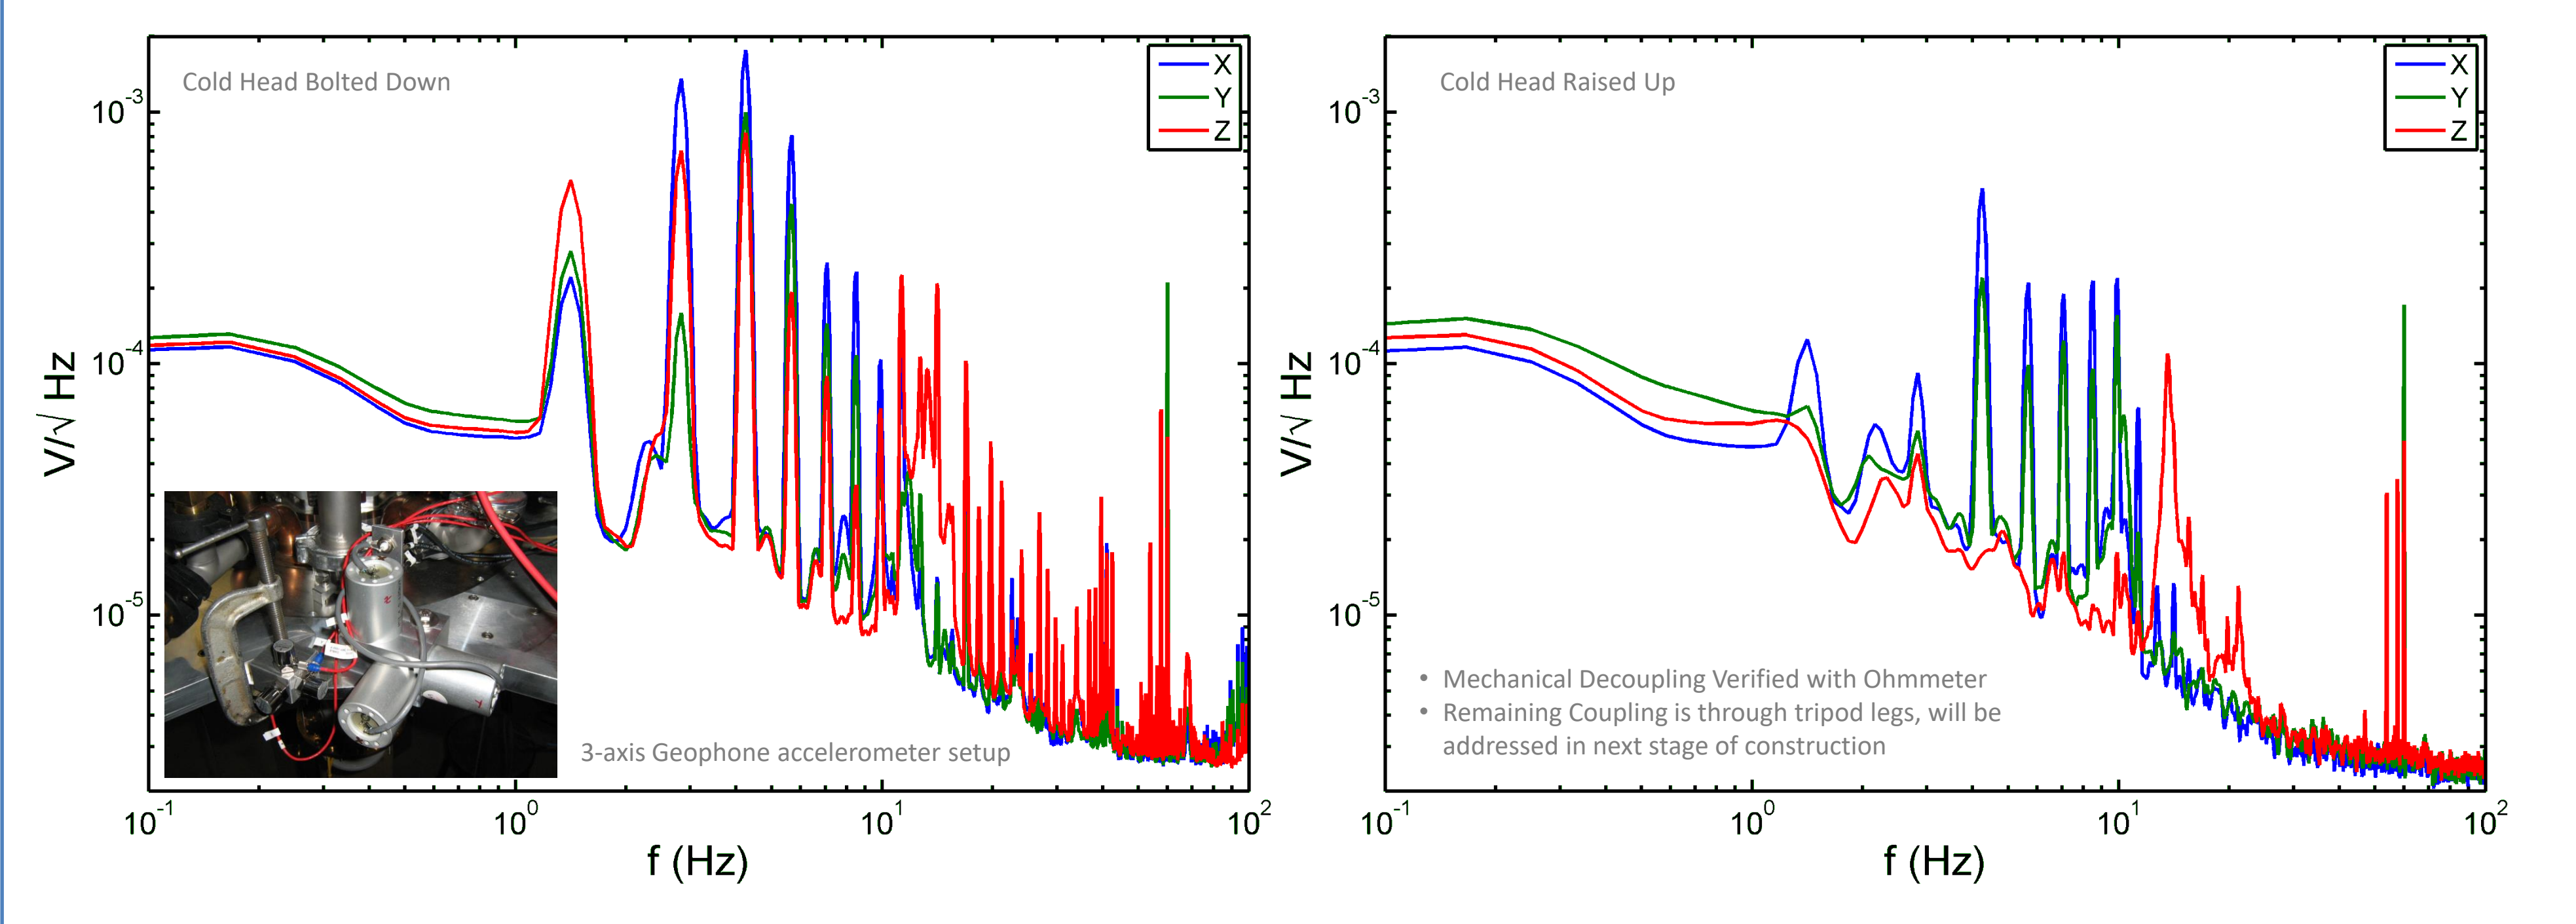 Cold Head Bolted Down
X
Y
Z
10^-3
10^-4
10^-5
V/√ Hz
10^-1
10^0
10^1
10^2
f (Hz)
3-axis Geophone accelerometer setup
Cold Head Raised Up
X
Y
Z
10^-3
10^-4
10^-5
V/√ Hz
• Mechanical Decoupling Verified with Ohmmeter
• Remaining Coupling is through tripod legs, will be
addressed in next stage of construction
10^-1
10^0
10^1
10^2
f (Hz)